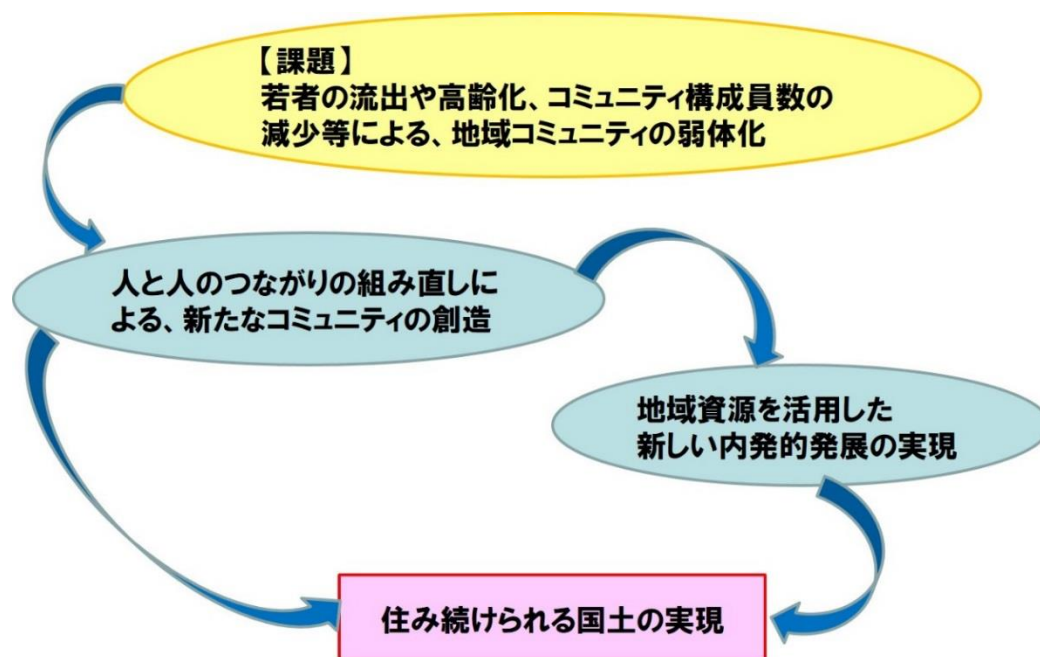 【課題】
若者の流出や高齢化、コミュニティ構成員数の
減少等による、地域コミュニティの弱体化
人と人のつながりの組み直しに
よる、新たなコミュニティの創造
地域資源を活用した
新しい内発的発展の実現
住み続けられる国土の実現